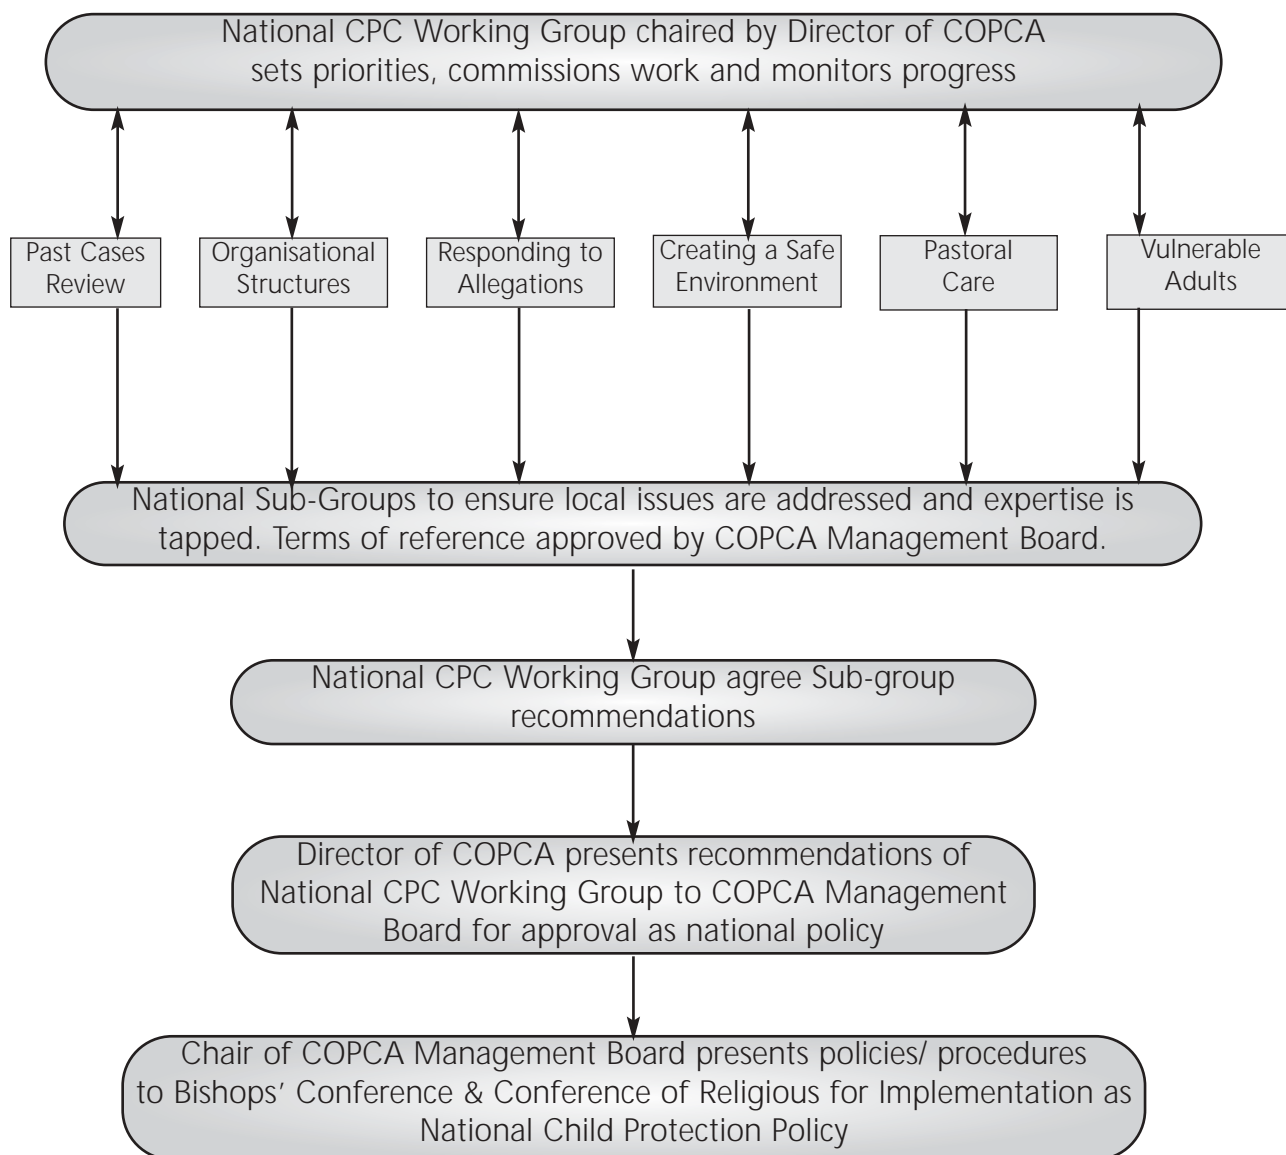 National CPC Working Group chaired by Director of COPCA
sets priorities, commissions work and monitors progress
Past Cases
Review
Organisational
Structures
Responding to
Allegations
Creating a Safe
Environment
Pastoral
Care
Vulnerable
Adults
National Sub-Groups to ensure local issues are addressed and expertise is
tapped. Terms of reference approved by COPCA Management Board.
National CPC Working Group agree Sub-group
recommendations
Director of COPCA presents recommendations of
National CPC Working Group to COPCA Management
Board for approval as national policy
Chair of COPCA Management Board presents policies/ procedures
to Bishops’ Conference & Conference of Religious for Implementation as
National Child Protection Policy